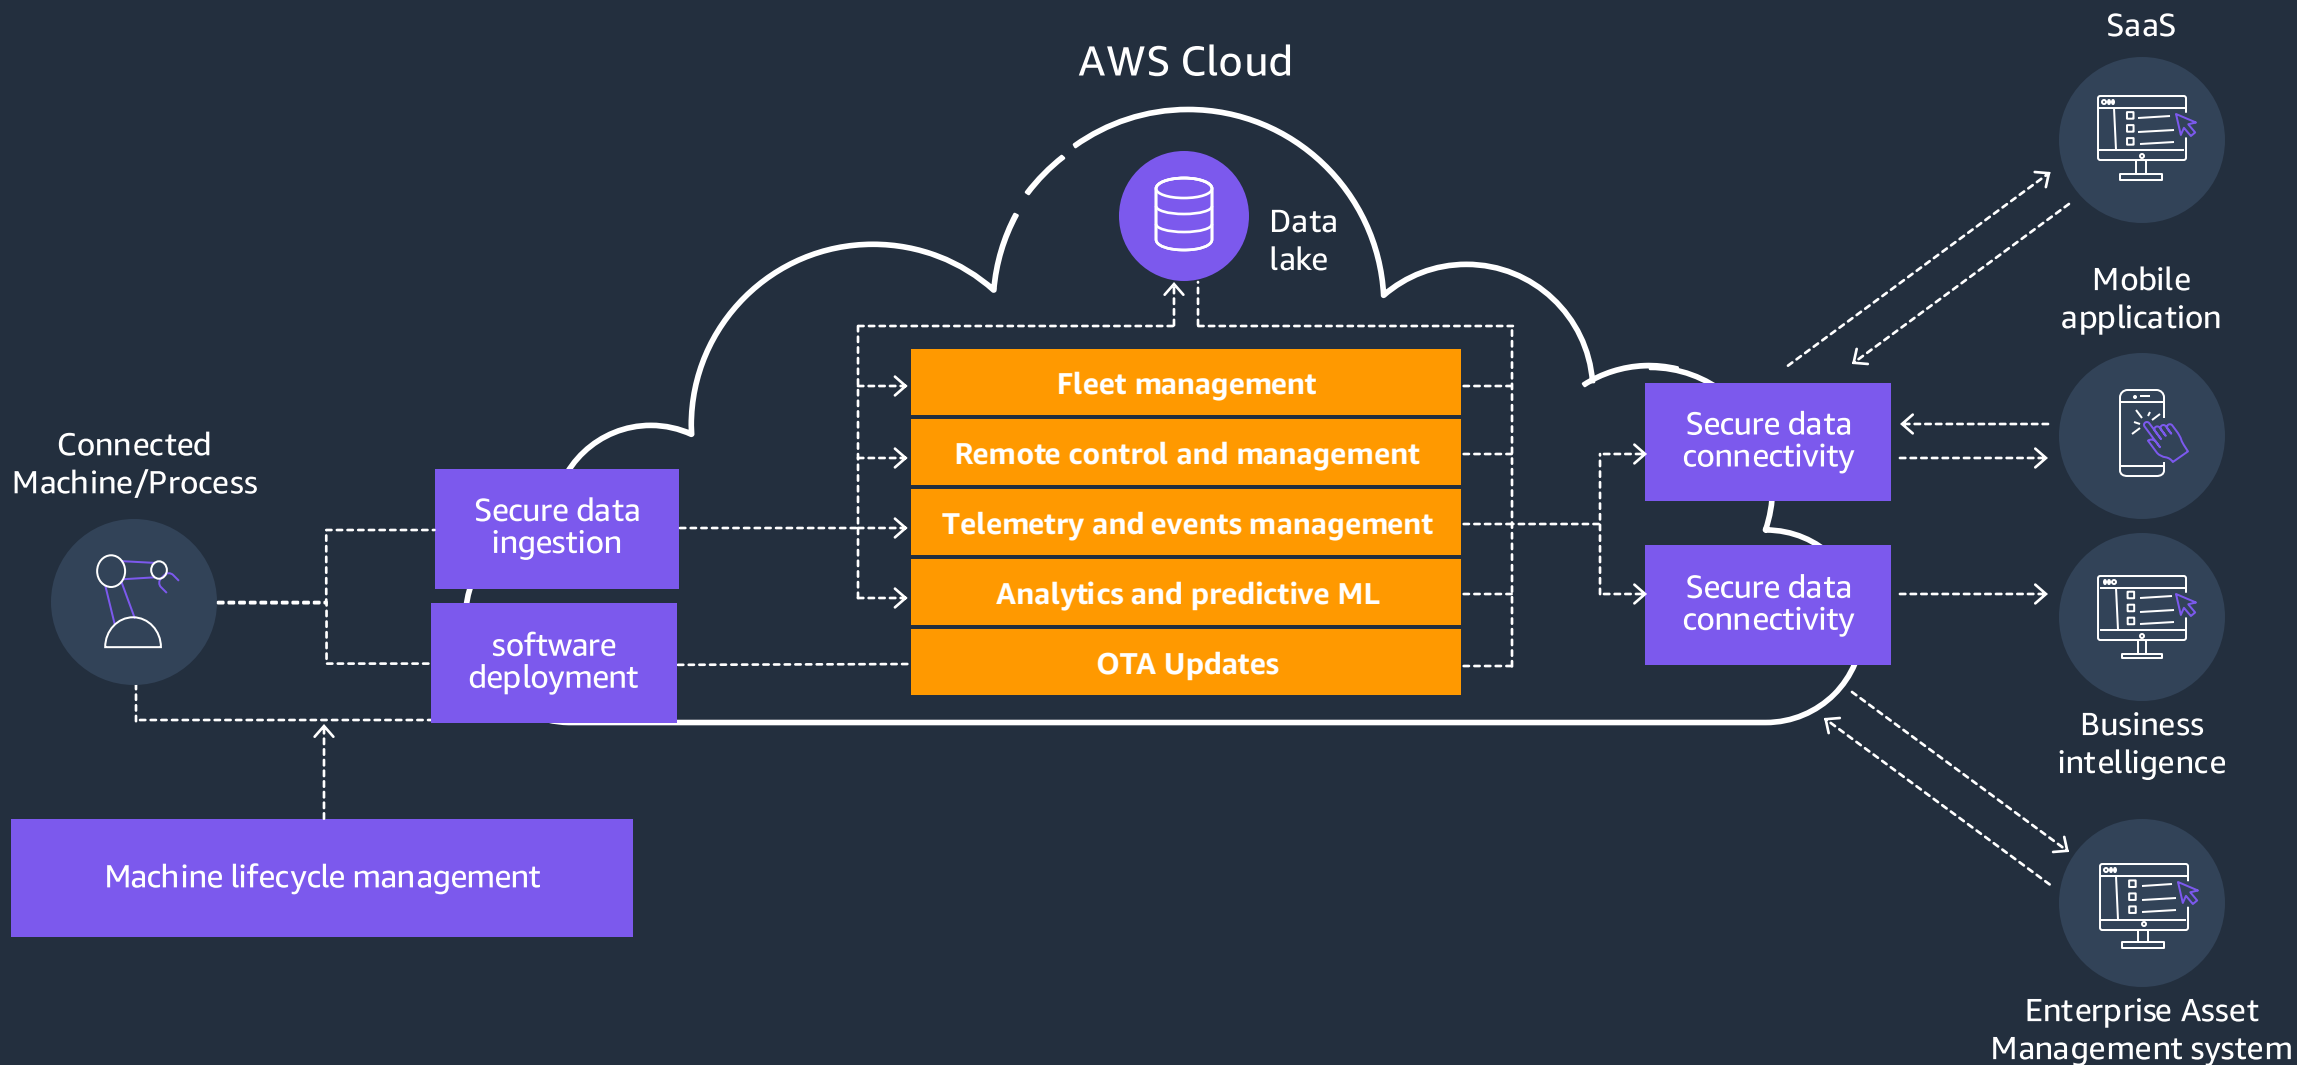 AWS Cloud
SaaS
Data
lake
Mobile
application
Connected
Machine/Process
Secure data
ingestion
software
deployment
Fleet management
Remote control and management
Telemetry and events management
Analytics and predictive ML
OTA Updates
Secure data
connectivity
Secure data
connectivity
Business
intelligence
Machine lifecycle management
Enterprise Asset
Management system